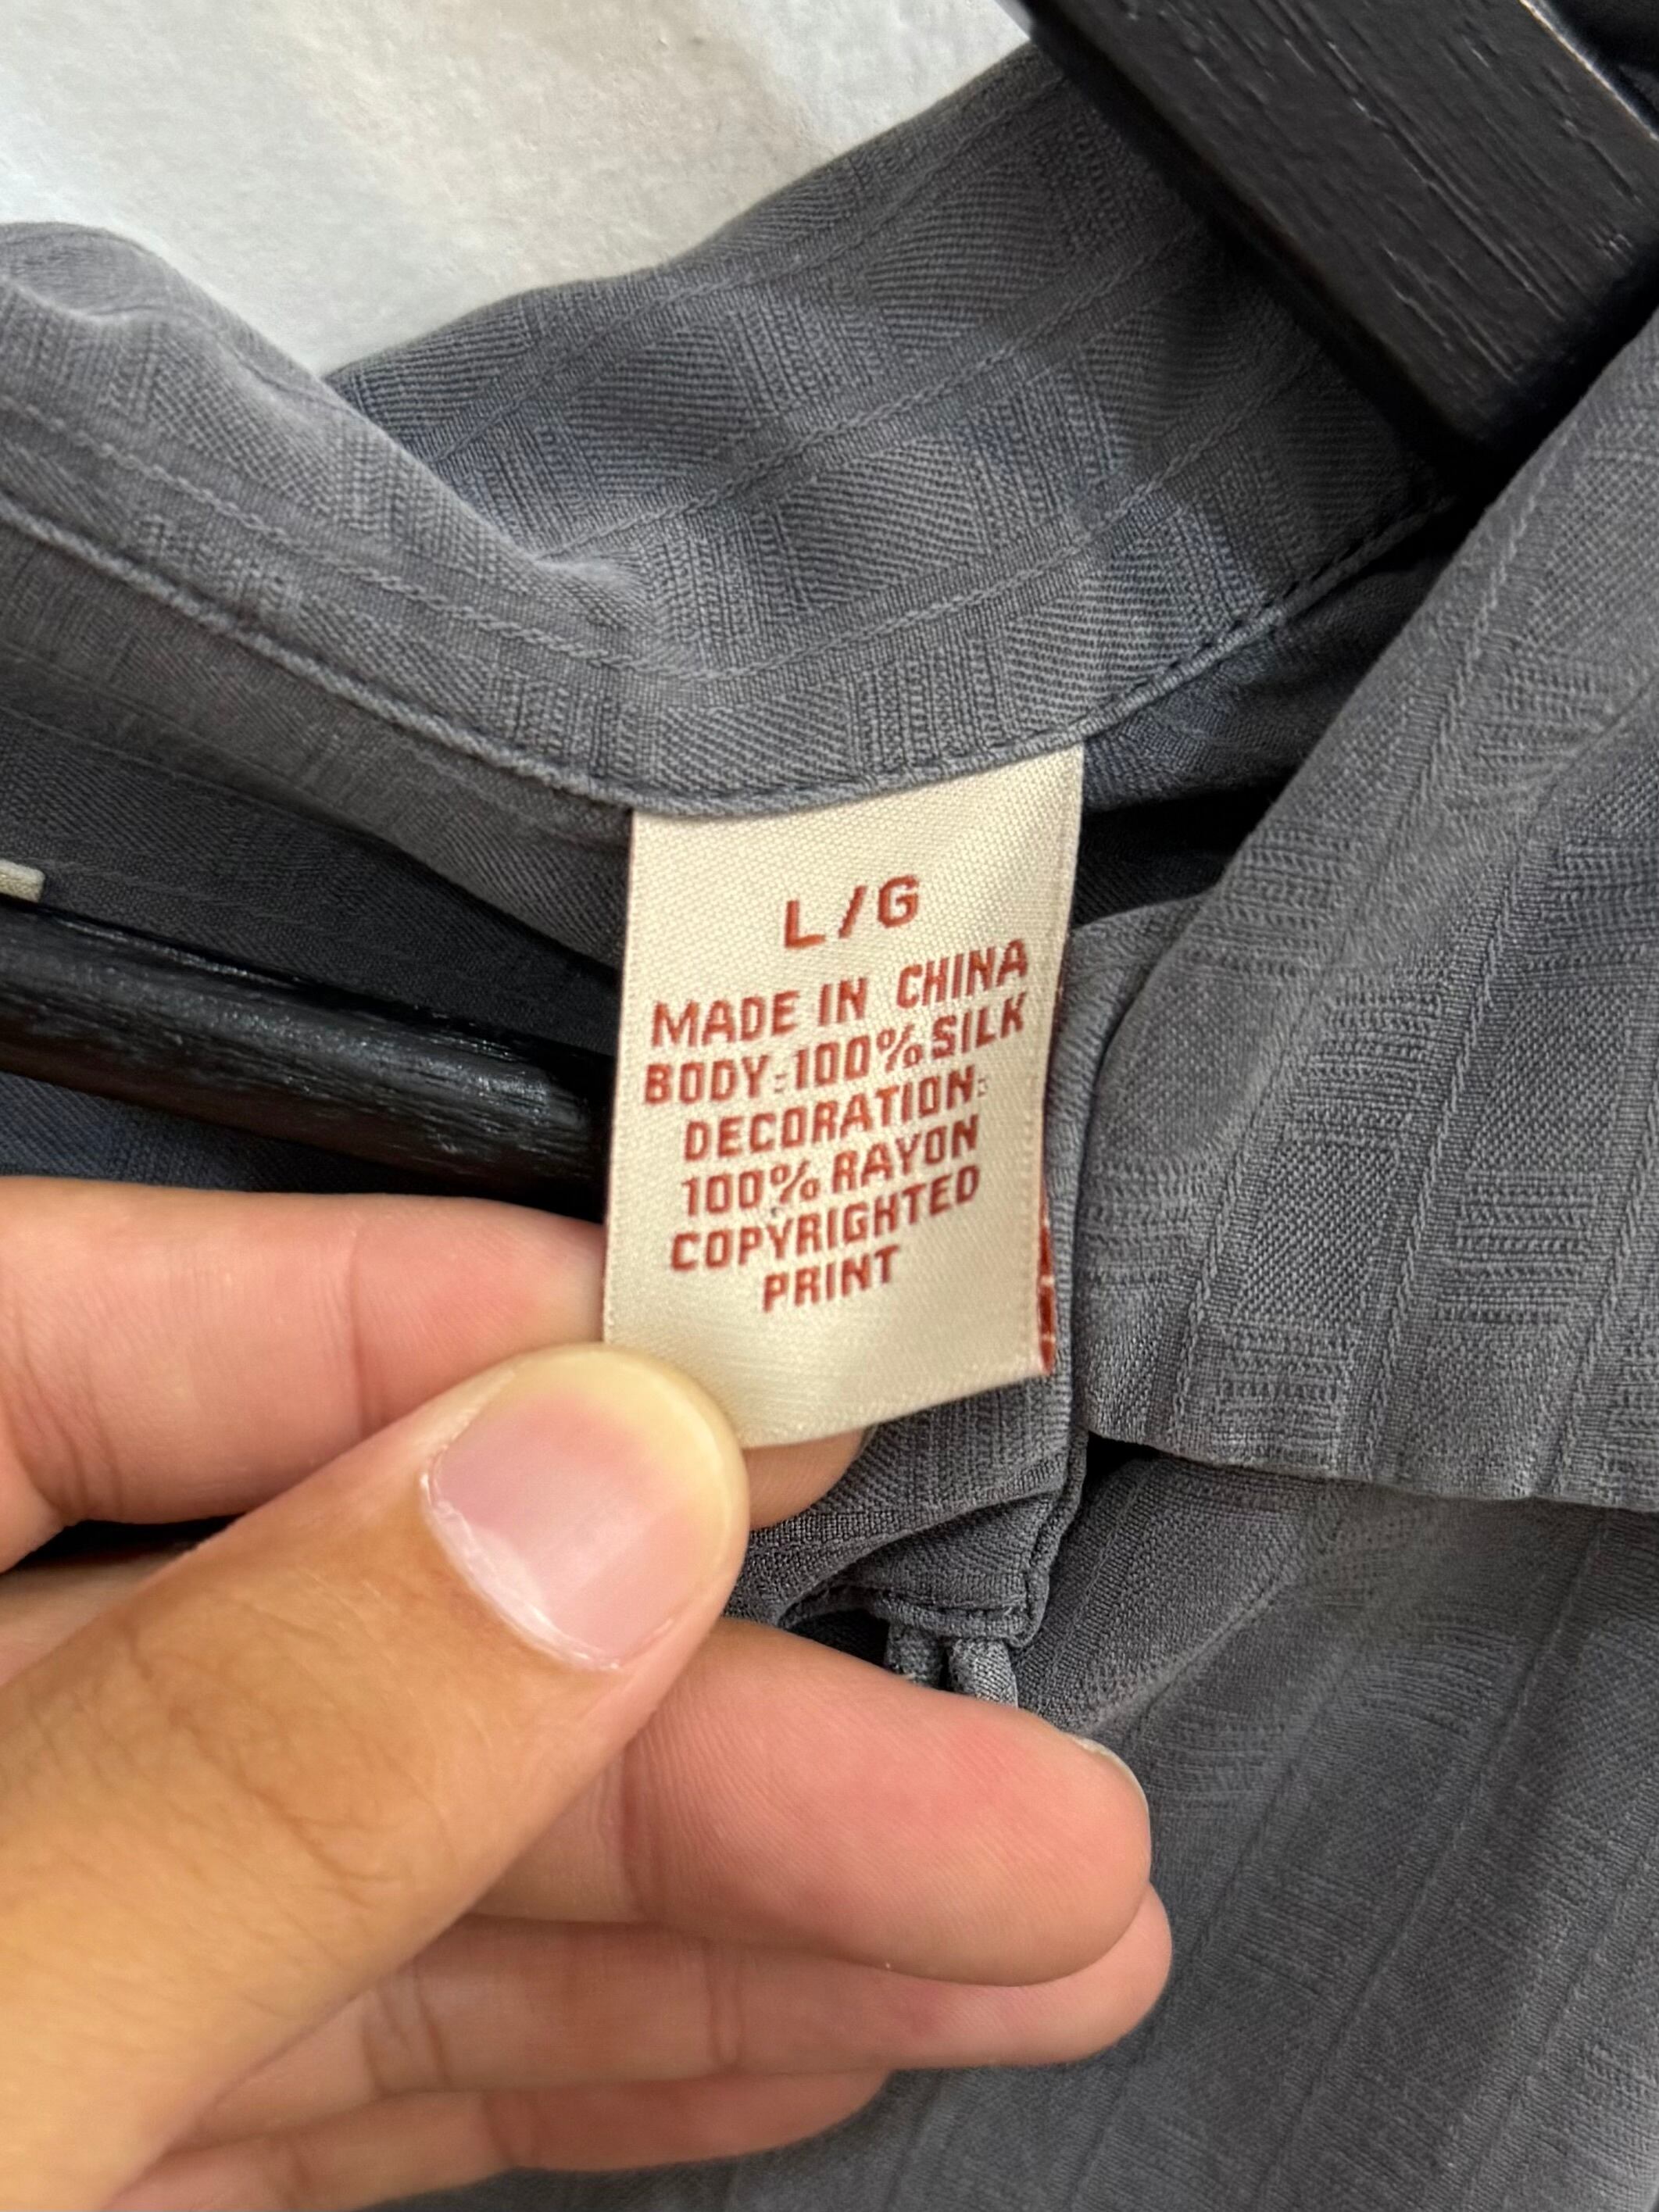 L/G
MADE IN CHINA
BODY:100%SILK
DECORATION:
100% RAYON
COPYRIGHTED
PRINT